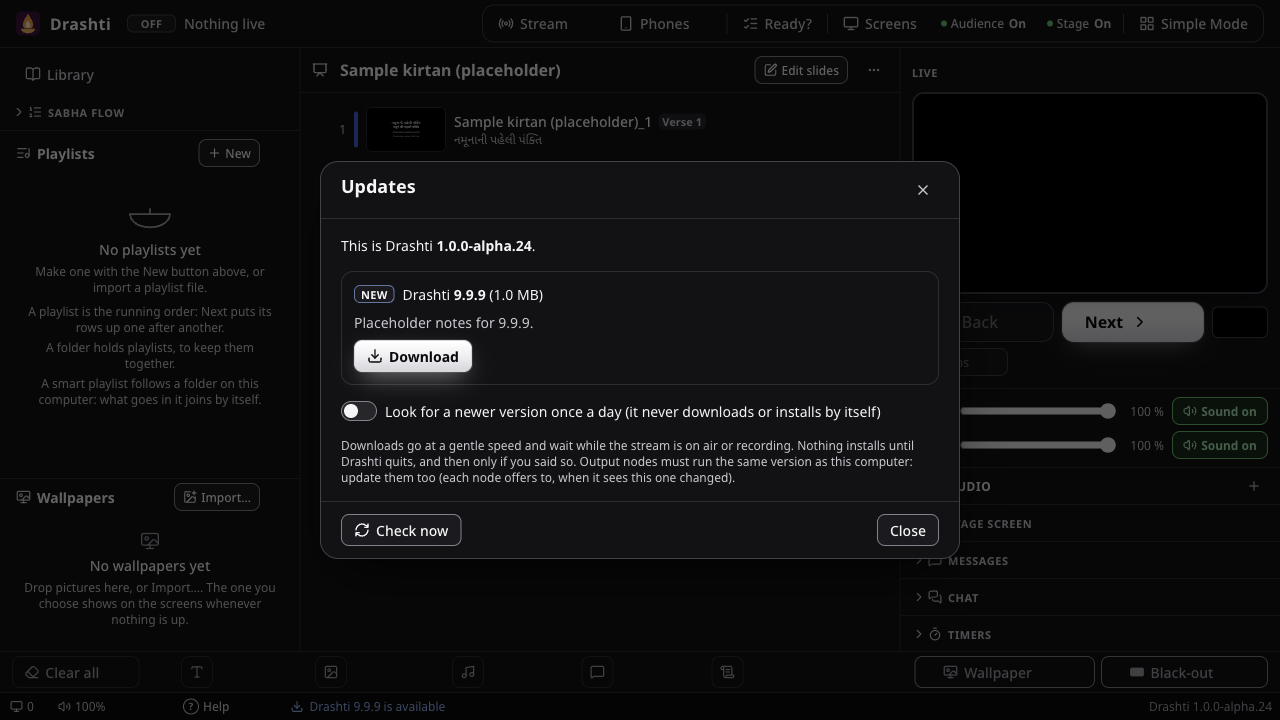 Drashti
OFF
Nothing live
Stream
Phones
Ready?
Screens
Audience On
Stage On
Simple Mode
Library
SABHA FLOW
Playlists
New
No playlists yet
Make one with the New button above, or
import a playlist file.
A playlist is the running order: Next puts its
rows up one after another.
A folder holds playlists, to keep them
together.
A smart playlist follows a folder on this
computer: what goes in it joins by itself.
Wallpapers
Import...
No wallpapers yet
Drop pictures here, or Import.... The one you
choose shows on the screens whenever
nothing is up.
Sample kirtan (placeholder)
Edit slides
1
Sample kirtan (placeholder)_1
Verse 1
નમૂનાની પહેલી પંક્તિ
Updates
This is Drashti 1.0.0-alpha.24.
NEW
Drashti 9.9.9 (1.0 MB)
Placeholder notes for 9.9.9.
Download
Look for a newer version once a day (it never downloads or installs by itself)
Downloads go at a gentle speed and wait while the stream is on air or recording. Nothing installs until
Drashti quits, and then only if you said so. Output nodes must run the same version as this computer:
update them too (each node offers to, when it sees this one changed).
Check now
Close
LIVE
Back
Next
100 %
Sound on
100 %
Sound on
MESSAGES
CHAT
TIMERS
Clear all
Wallpaper
Black-out
0
100%
Help
Drashti 9.9.9 is available
Drashti 1.0.0-alpha.24